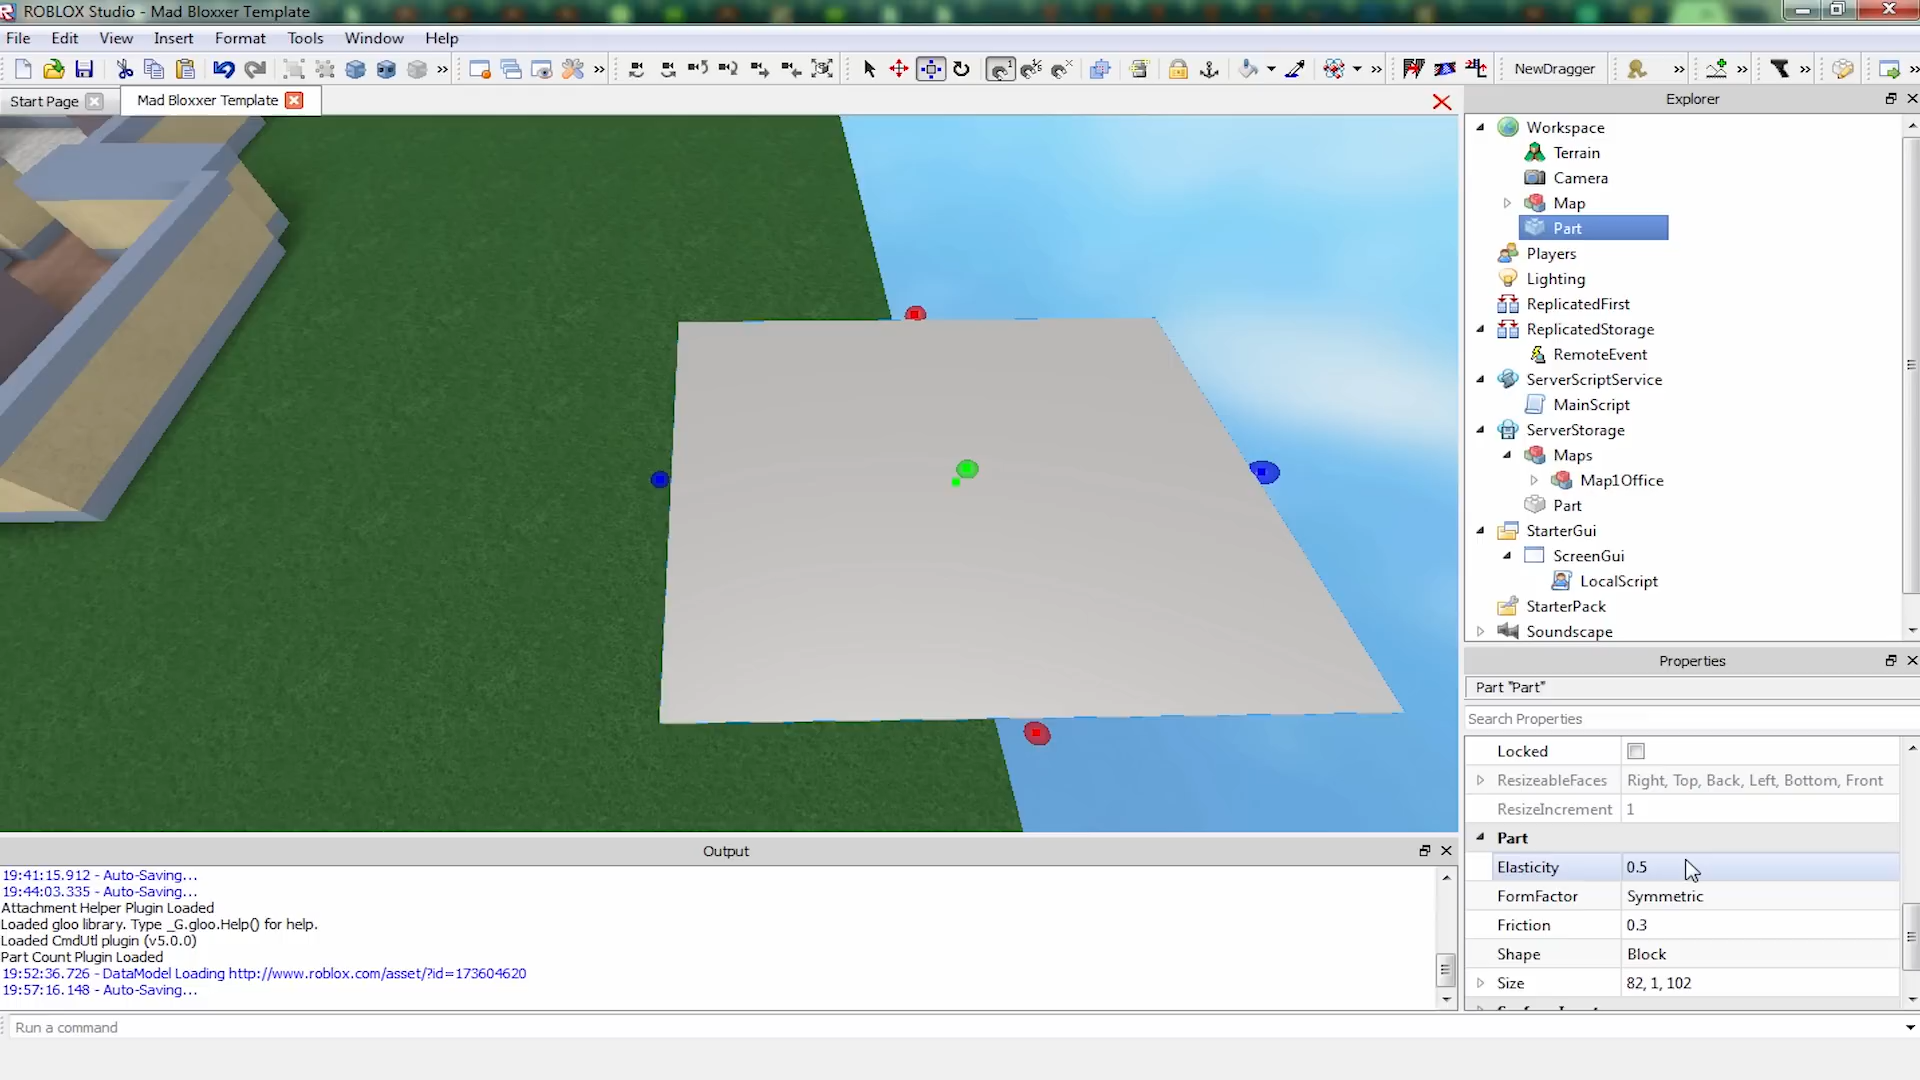 ROBLOX Studio - Mad Bloxxer Template
File Edit View Insert Format Tools Window Help
NewDragger
Start Page
Mad Bloxxer Template
Explorer
Workspace
Terrain
Camera
Map
Part
Players
Lighting
ReplicatedFirst
ReplicatedStorage
RemoteEvent
ServerScriptService
MainScript
ServerStorage
Maps
Map1Office
Part
StarterGui
ScreenGui
LocalScript
StarterPack
Soundscape
Properties
Part "Part"
Search Properties
Locked
ResizeableFaces Right, Top, Back, Left, Bottom, Front
ResizeIncrement 1
Part
Elasticity 0.5
FormFactor Symmetric
Friction 0.3
Shape Block
Size 82, 1, 102
Output
19:41:15.912 - Auto-Saving...
19:44:03.335 - Auto-Saving...
Attachment Helper Plugin Loaded
Loaded gloo library. Type _G.gloo.Help() for help.
Loaded CmdUtl plugin (v5.0.0)
Part Count Plugin Loaded
19:52:36.726 - DataModel Loading http://www.roblox.com/asset/?id=173604620
19:57:16.148 - Auto-Saving...
Run a command